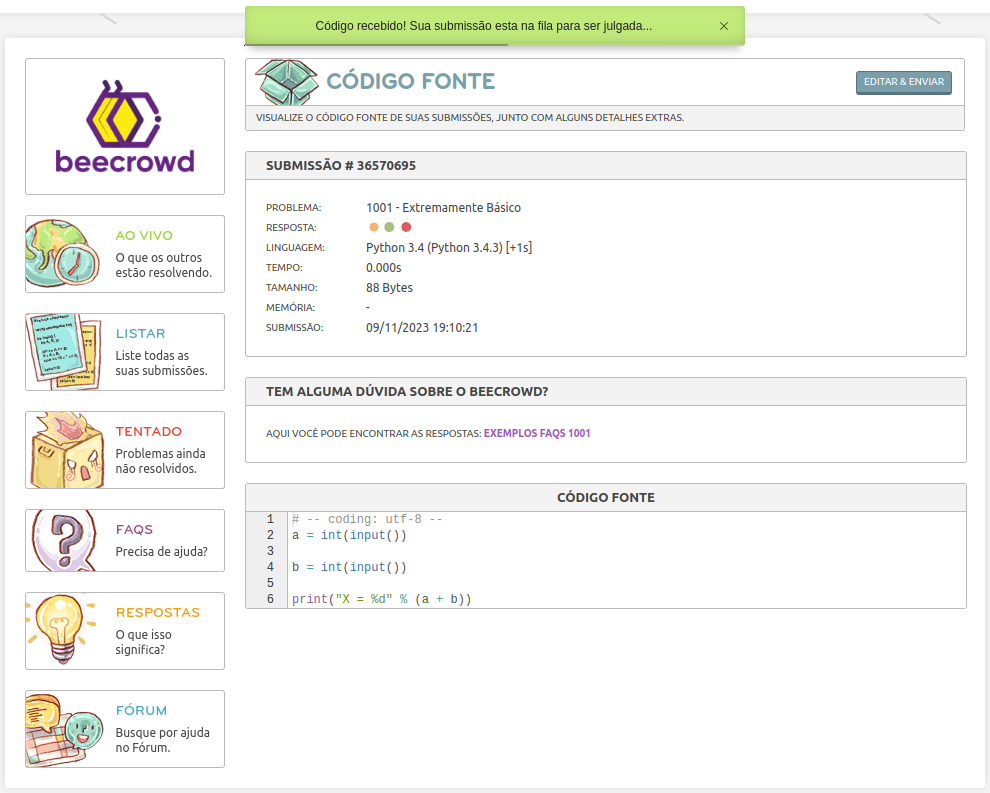 Código recebido! Sua submissão esta na fila para ser julgada... ×
beecrowd
AO VIVO
O que os outros
estão resolvendo.
LISTAR
Liste todas as
suas submissões.
TENTADO
Problemas ainda
não resolvidos.
FAQS
Precisa de ajuda?
RESPOSTAS
O que isso
significa?
FÓRUM
Busque por ajuda
no Fórum.
CÓDIGO FONTE
EDITAR & ENVIAR
VISUALIZE O CÓDIGO FONTE DE SUAS SUBMISSÕES, JUNTO COM ALGUNS DETALHES EXTRAS.
SUBMISSÃO # 36570695
PROBLEMA: 1001 - Extremamente Básico
RESPOSTA:
LINGUAGEM: Python 3.4 (Python 3.4.3) [+1s]
TEMPO: 0.000s
TAMANHO: 88 Bytes
MEMÓRIA: -
SUBMISSÃO: 09/11/2023 19:10:21
TEM ALGUMA DÚVIDA SOBRE O BEECROWD?
AQUI VOCÊ PODE ENCONTRAR AS RESPOSTAS: EXEMPLOS FAQS 1001
CÓDIGO FONTE
1 # -- coding: utf-8 --
2 a = int(input())
3
4 b = int(input())
5
6 print("X = %d" % (a + b))